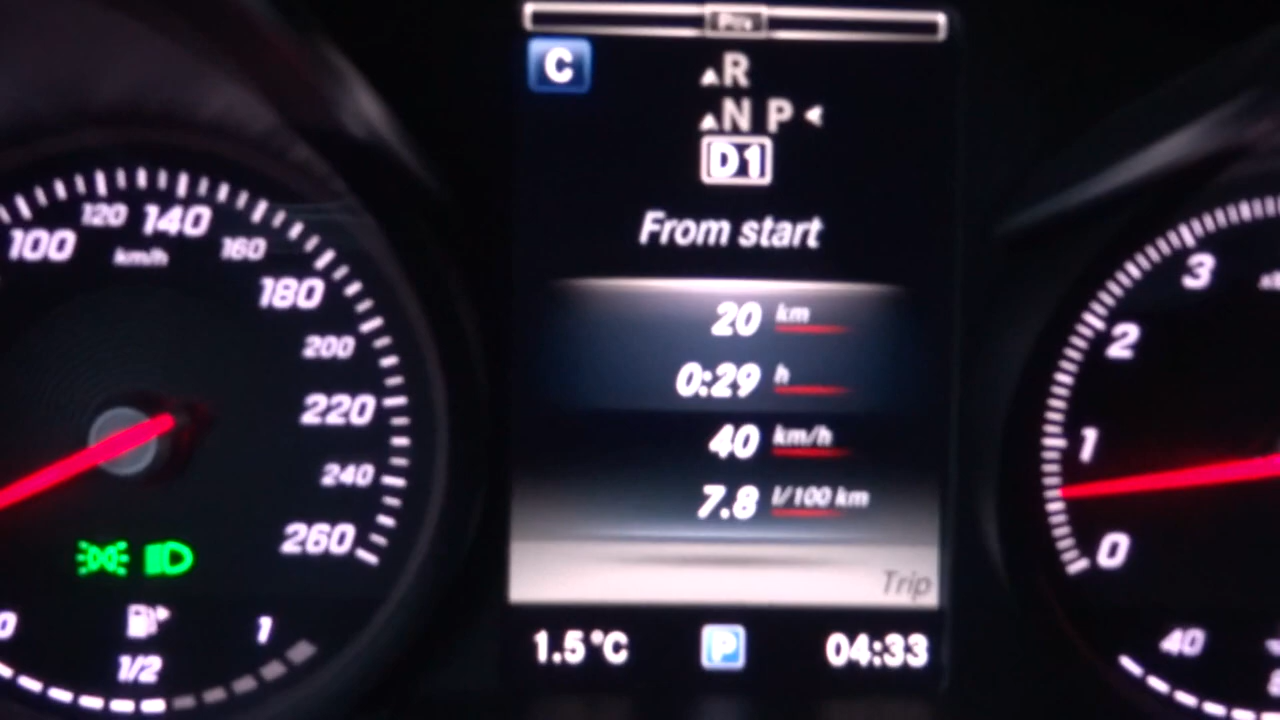 C
R
N P
D1
From start
20 km
0:29 h
40 km/h
7.8 l/100 km
Trip
1.5°C P 04:33
100 120 140 160 180 200 220 240 260
km/h
0 1/2 1
3
2
1
0
40